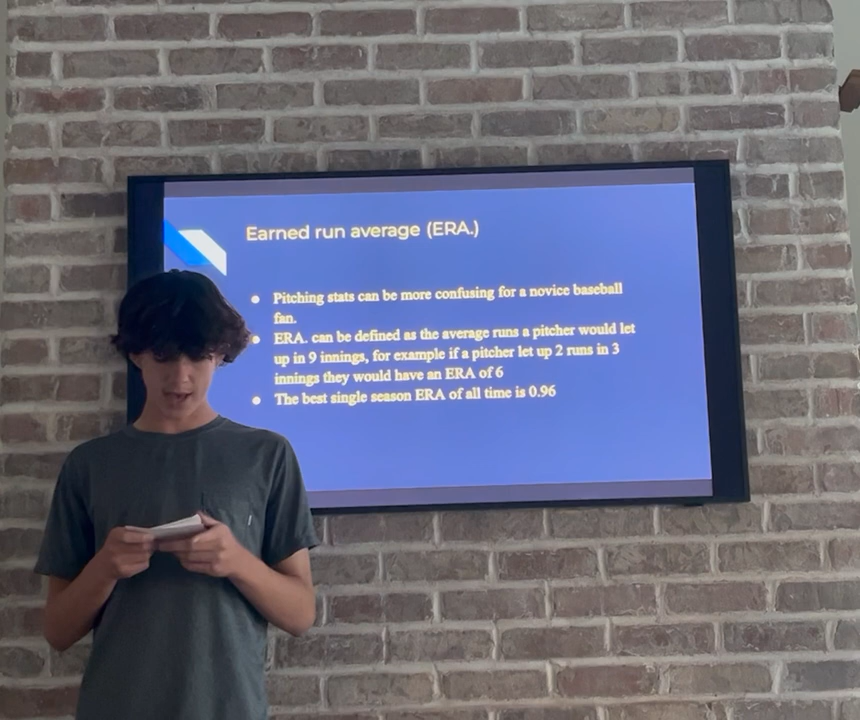 Earned run average (ERA.)
Pitching stats can be more confusing for a novice baseball
fan.
ERA. can be defined as the average runs a pitcher would let
up in 9 innings, for example if a pitcher let up 2 runs in 3
innings they would have an ERA of 6
The best single season ERA of all time is 0.96